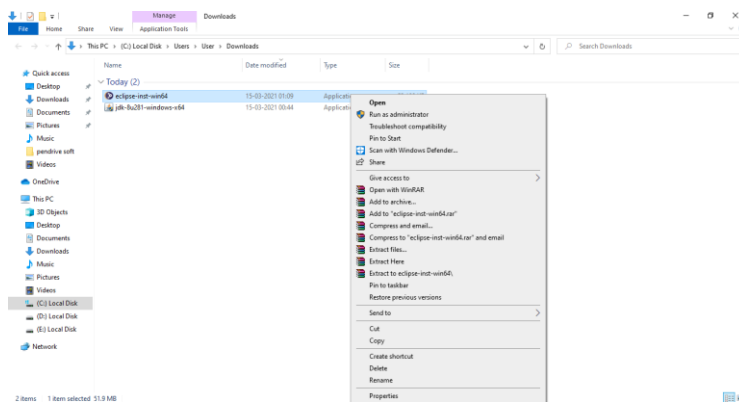 Manage
Downloads
File
Home
Share
View
Application Tools
This PC > (C:) Local Disk > Users > User > Downloads
Search Downloads
Name
Date modified
Type
Size
Quick access
Desktop
Downloads
Documents
Pictures
Music
pendrive soft
Videos
OneDrive
This PC
3D Objects
Desktop
Documents
Downloads
Music
Pictures
Videos
(C:) Local Disk
(D:) Local Disk
(E:) Local Disk
Network
Today (2)
eclipse-inst-win64 15-03-2021 01:09 Applicati
jdk-8u281-windows-x64 15-03-2021 00:44 Applicati
Open
Run as administrator
Troubleshoot compatibility
Pin to Start
Scan with Windows Defender...
Share
Give access to
Open with WinRAR
Add to archive...
Add to "eclipse-inst-win64.rar"
Compress and email...
Compress to "eclipse-inst-win64.rar" and email
Extract files...
Extract Here
Extract to eclipse-inst-win64\
Pin to taskbar
Restore previous versions
Send to
Cut
Copy
Create shortcut
Delete
Rename
Properties
2 items 1 item selected 51.9 MB